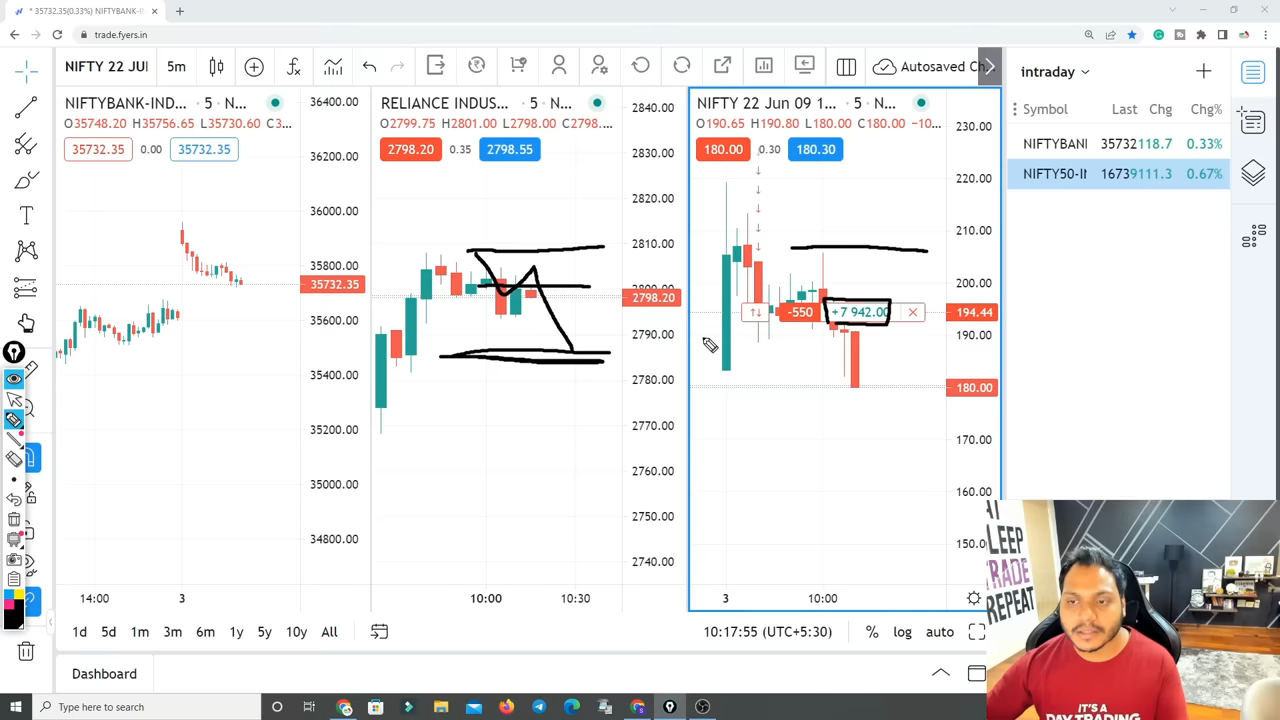 * 35732.35(0.33%) NIFTYBANK-I
trade.fyers.in
NIFTY 22 JUI 5m Autosaved Ch
NIFTYBANK-IND... 5 · N...
O35748.20 H35756.65 L35730.60 C3...
35732.35 0.00 35732.35
36400.00
36200.00
36000.00
35800.00
35732.35
35600.00
35400.00
35200.00
35000.00
34800.00
14:00 3
RELIANCE INDUS... 5 · N...
O2799.75 H2801.00 L2798.00 C2798....
2798.20 0.35 2798.55
2840.00
2830.00
2820.00
2810.00
2798.20
2790.00
2780.00
2770.00
2760.00
2750.00
2740.00
10:00 10:30
NIFTY 22 Jun 09 1... 5 · N...
O190.65 H190.80 L180.00 C180.00 −10...
180.00 0.30 180.30
230.00
220.00
210.00
200.00
194.44
-550 +7 942.00
190.00
180.00
170.00
160.00
150.0
3 10:00
intraday
Symbol Last Chg Chg%
NIFTYBANI 35732 118.7 0.33%
NIFTY50-II 16739 111.3 0.67%
1d 5d 1m 3m 6m 1y 5y 10y All
10:17:55 (UTC+5:30) % log auto
Dashboard
Type here to search
EAT
SLEEP
TRADE
REPEAT
IT'S A
DAY TRADING